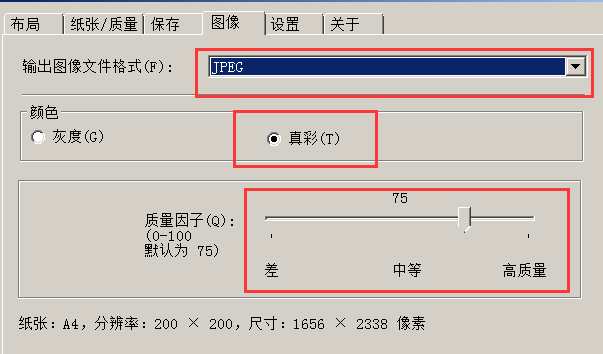 布局 纸张/质量 保存 图像 设置 关于
输出图像文件格式(F): JPEG
颜色
灰度(G) 真彩(T)
75
质量因子(Q):
(0-100
默认为 75)
差 中等 高质量
纸张:A4,分辨率:200 × 200,尺寸:1656 × 2338 像素